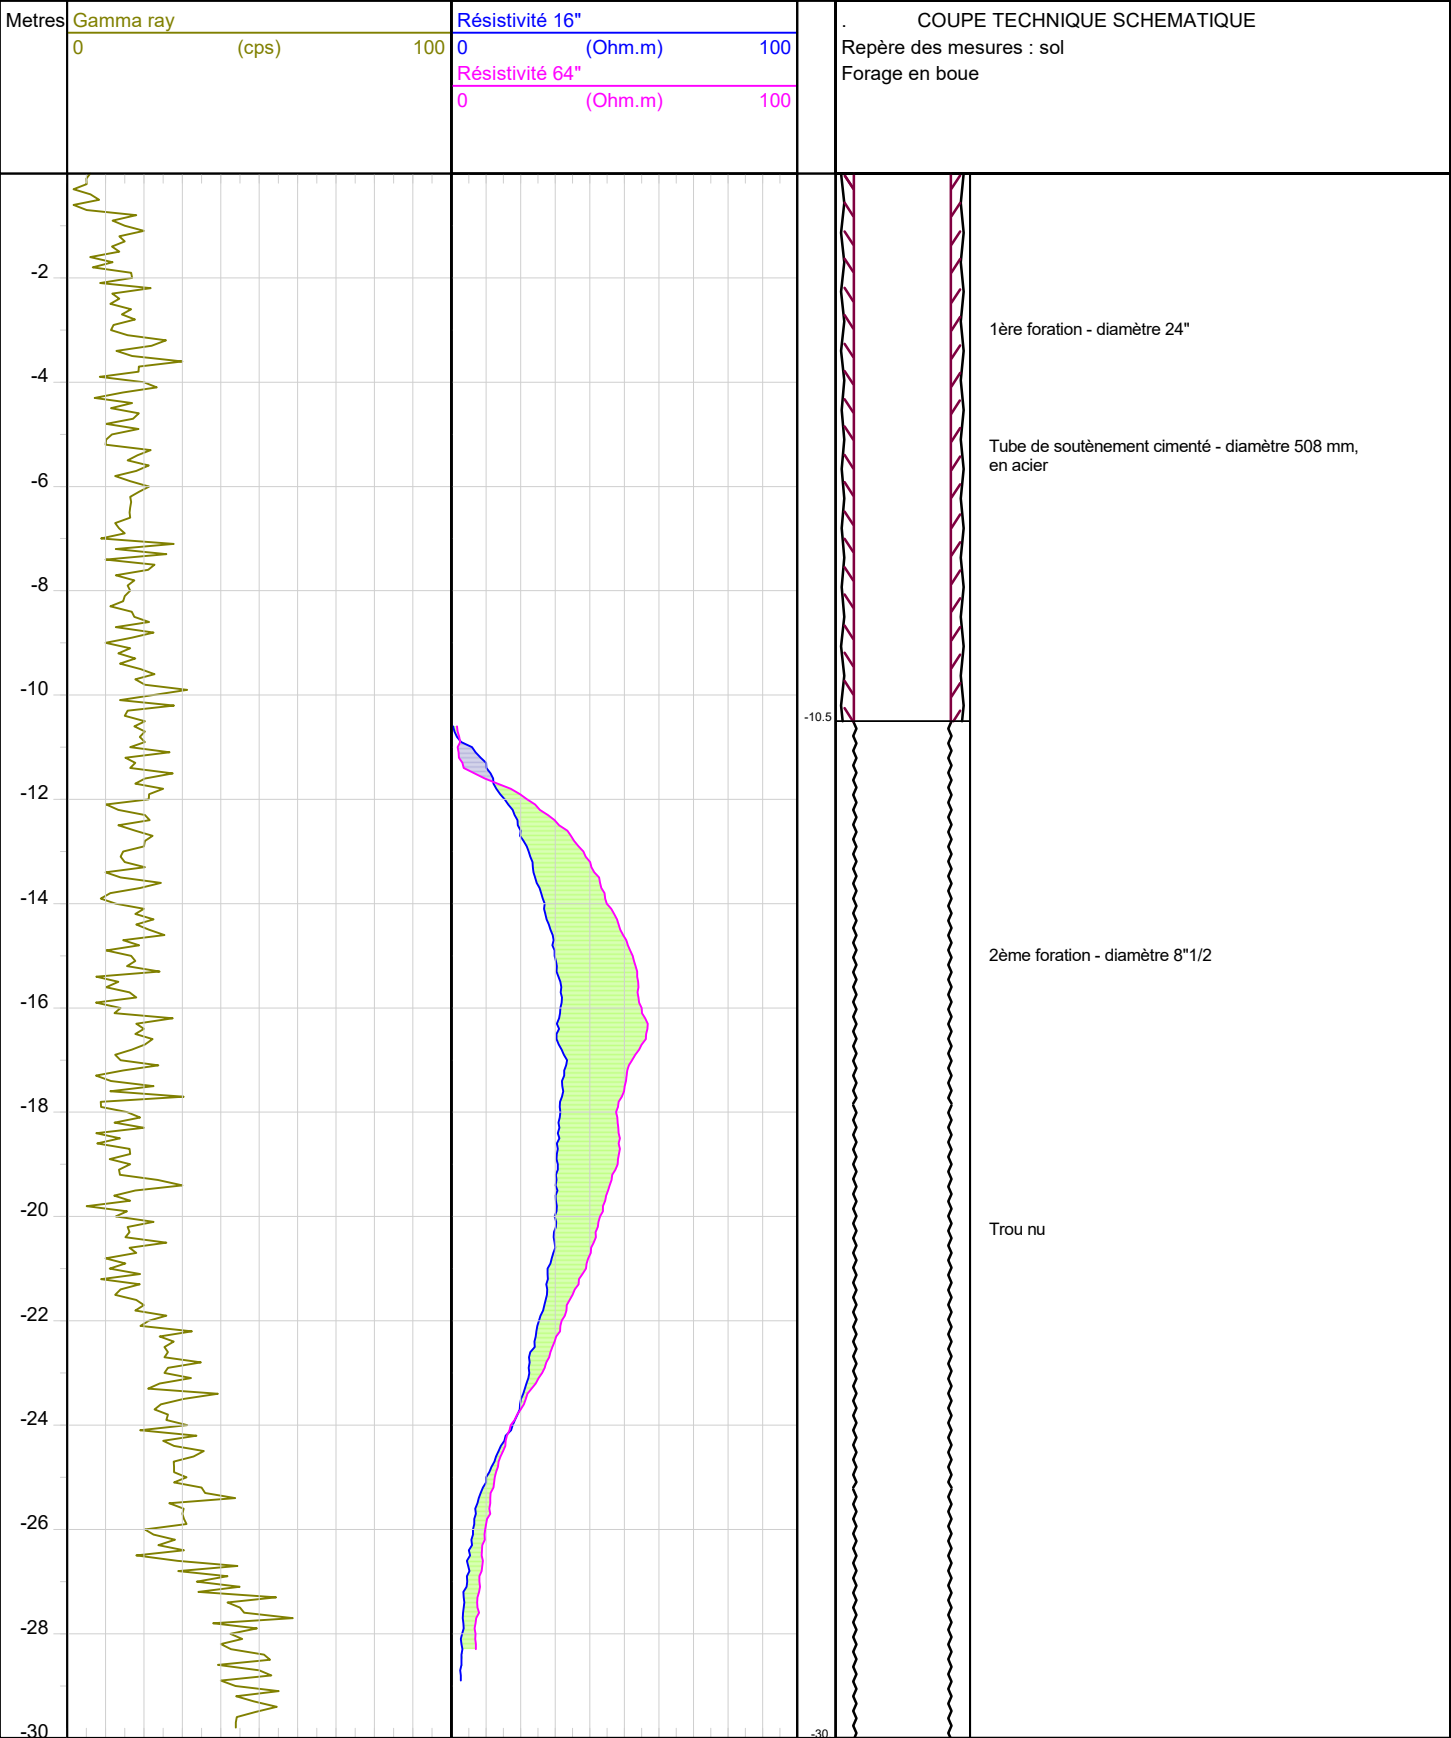 Metres
Gamma ray
0 (cps) 100
Résistivité 16"
0 (Ohm.m) 100
Résistivité 64"
0 (Ohm.m) 100
. COUPE TECHNIQUE SCHEMATIQUE
Repère des mesures : sol
Forage en boue
-2
-4
-6
-8
-10
-12
-14
-16
-18
-20
-22
-24
-26
-28
-30
-10.5
-30
1ère foration - diamètre 24"
Tube de soutènement cimenté - diamètre 508 mm,
en acier
2ème foration - diamètre 8"1/2
Trou nu